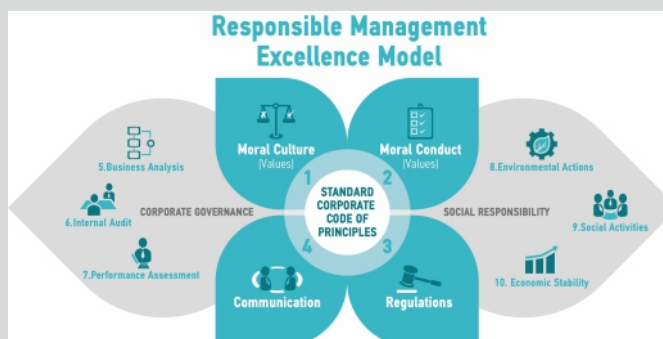 Responsible Management
Excellence Model
Moral Culture
(Values)
1
Moral Conduct
(Values)
2
5.Business Analysis
6.Internal Audit
7.Performance Assessment
CORPORATE GOVERNANCE
STANDARD
CORPORATE
CODE OF
PRINCIPLES
SOCIAL RESPONSIBILITY
8.Environmental Actions
9.Social Activities
10. Economic Stability
4
Communication
3
Regulations